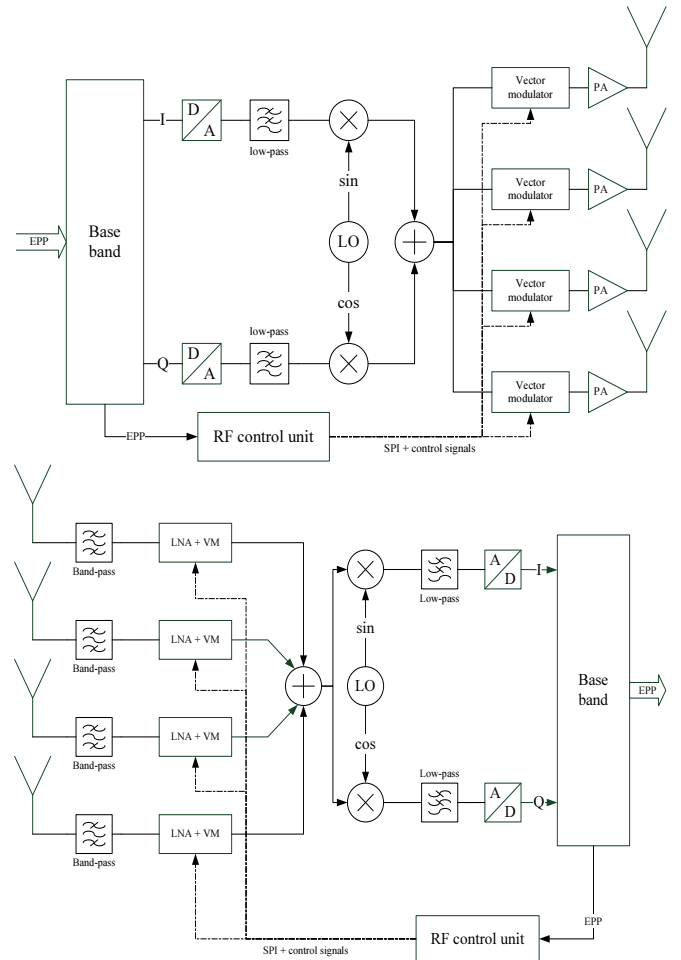 Vector
modulator
PA
I
D
A
low-pass
sin
Vector
modulator
PA
EPP
Base
band
LO
cos
Vector
modulator
PA
low-pass
Q
D
A
Vector
modulator
PA
EPP
RF control unit
SPI + control signals
Band-pass
LNA + VM
Low-pass
A
D
I
sin
Band-pass
LNA + VM
LO
Base
band
EPP
Band-pass
LNA + VM
cos
Low-pass
A
D
Q
Band-pass
LNA + VM
EPP
SPI + control signals
RF control unit